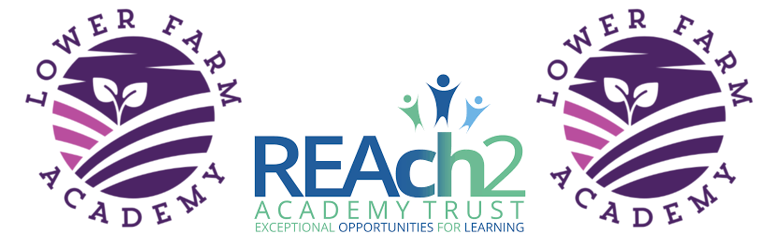 LOWER FARM
ACADEMY
REAch2
ACADEMY TRUST
EXCEPTIONAL OPPORTUNITIES FOR LEARNING
LOWER FARM
ACADEMY